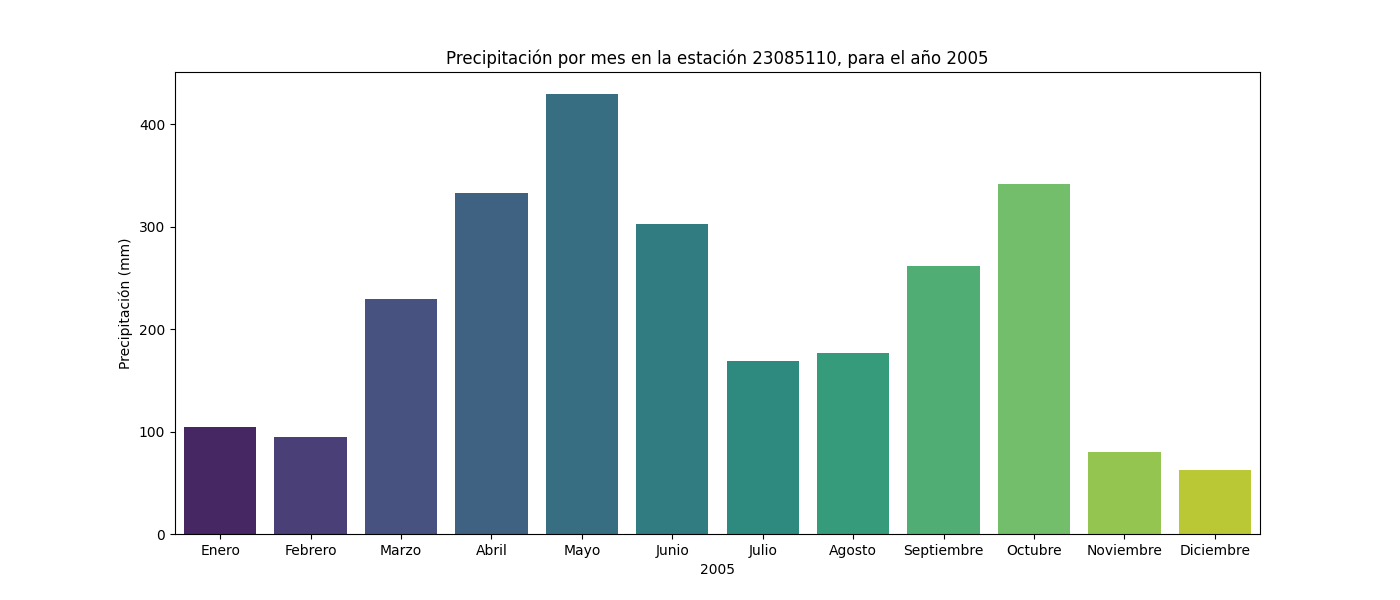 Precipitación por mes en la estación 23085110, para el año 2005
Precipitación (mm)
400
300
200
100
0
Enero Febrero Marzo Abril Mayo Junio Julio Agosto Septiembre Octubre Noviembre Diciembre
2005